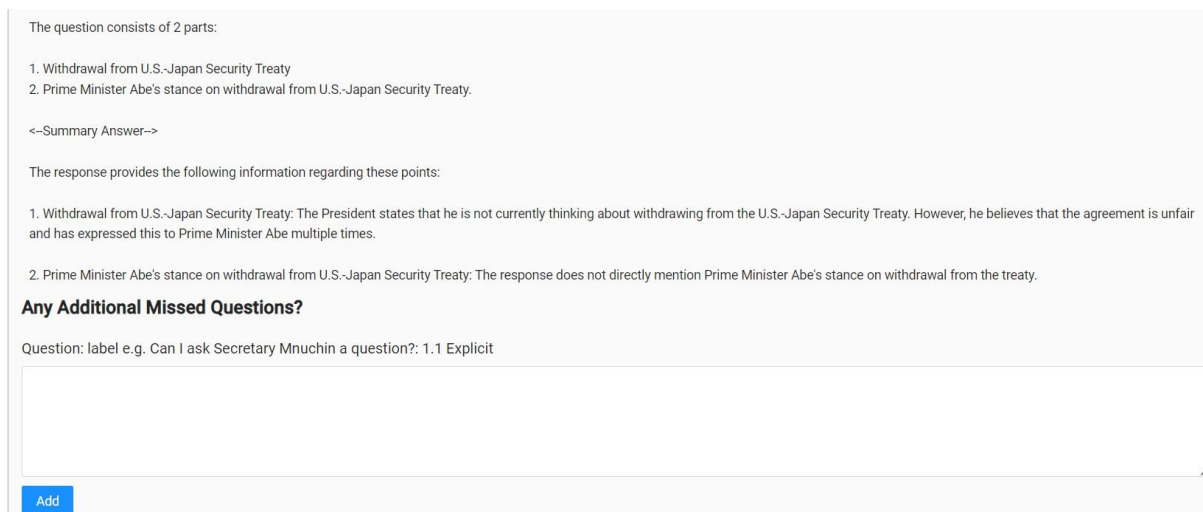 The question consists of 2 parts:
1. Withdrawal from U.S.-Japan Security Treaty
2. Prime Minister Abe's stance on withdrawal from U.S.-Japan Security Treaty.
<--Summary Answer-->
The response provides the following information regarding these points:
1. Withdrawal from U.S.-Japan Security Treaty: The President states that he is not currently thinking about withdrawing from the U.S.-Japan Security Treaty. However, he believes that the agreement is unfair
and has expressed this to Prime Minister Abe multiple times.
2. Prime Minister Abe's stance on withdrawal from U.S.-Japan Security Treaty: The response does not directly mention Prime Minister Abe's stance on withdrawal from the treaty.
Any Additional Missed Questions?
Question: label e.g. Can I ask Secretary Mnuchin a question?: 1.1 Explicit
Add